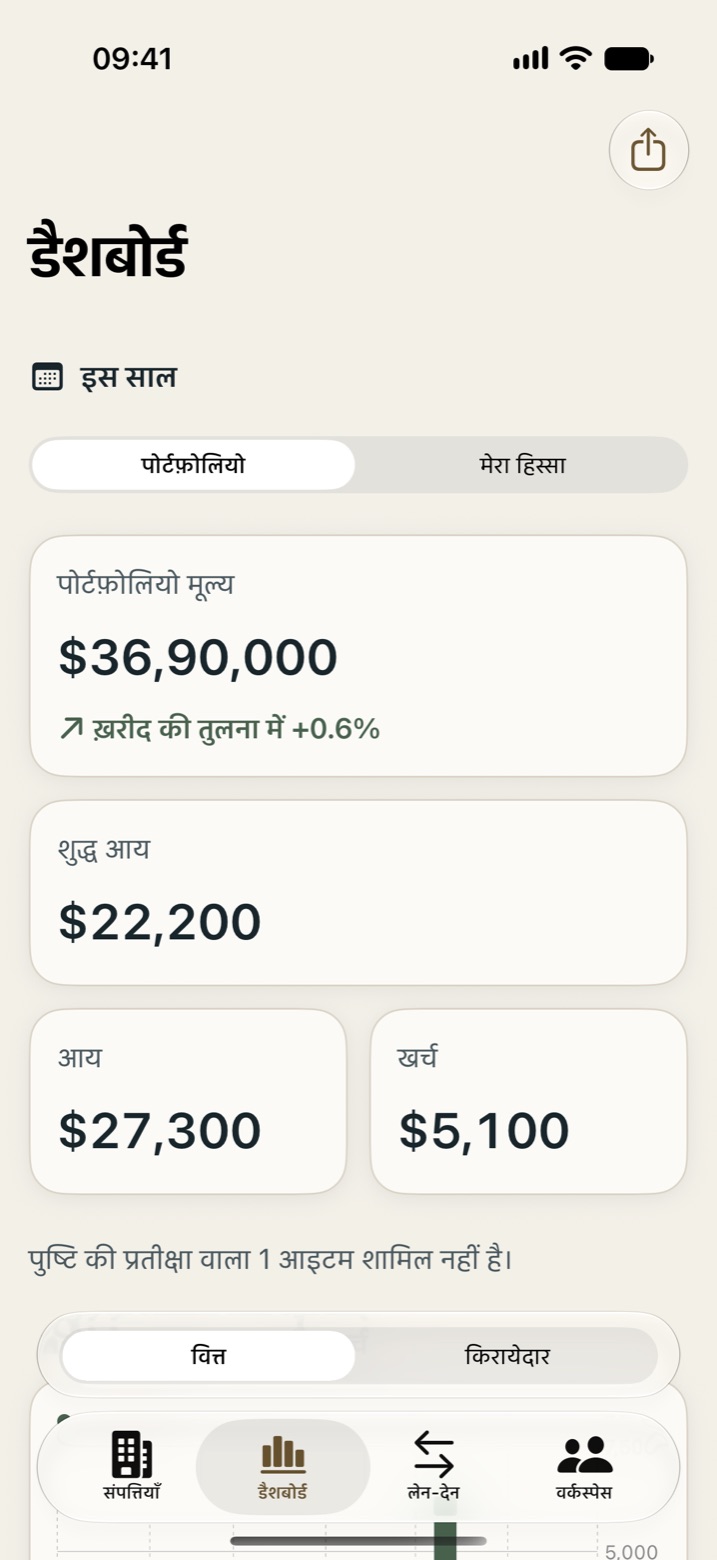 09:41
डैशबोर्ड
इस साल
पोर्टफ़ोलियो
मेरा हिस्सा
पोर्टफ़ोलियो मूल्य
$36,90,000
ख़रीद की तुलना में +0.6%
शुद्ध आय
$22,200
आय
खर्च
$27,300
$5,100
पुष्टि की प्रतीक्षा वाला 1 आइटम शामिल नहीं है।
वित्त
किरायेदार
संपत्तियाँ
डैशबोर्ड
लेन-देन
वर्कस्पेस
5,000